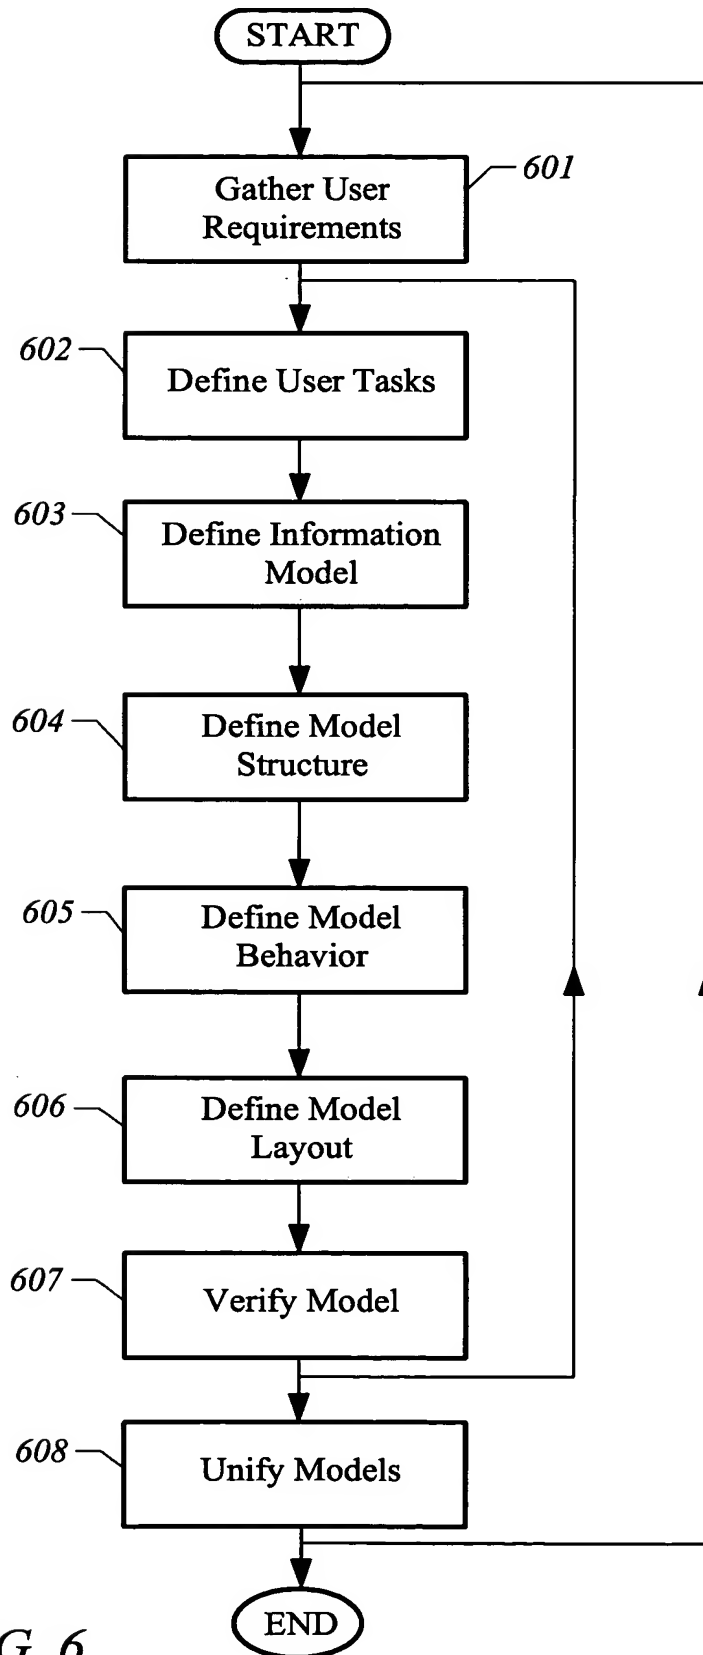 START
601
Gather User
Requirements
602
Define User Tasks
603
Define Information
Model
604
Define Model
Structure
605
Define Model
Behavior
606
Define Model
Layout
607
Verify Model
608
Unify Models
END
G. 6